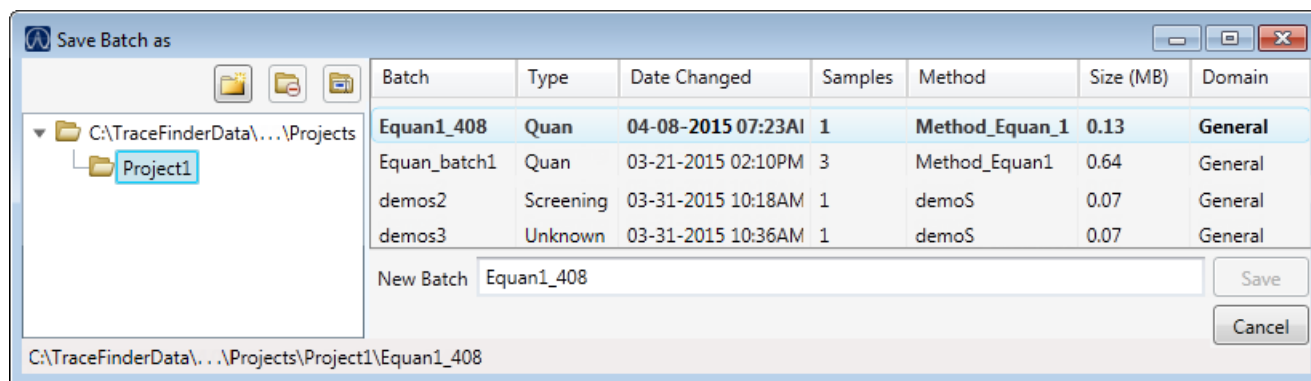 Save Batch as
Batch Type Date Changed Samples Method Size (MB) Domain
C:\TraceFinderData\...\Projects
Project1
Equan1_408 Quan 04-08-2015 07:23AI 1 Method_Equan_1 0.13 General
Equan_batch1 Quan 03-21-2015 02:10PM 3 Method_Equan1 0.64 General
demos2 Screening 03-31-2015 10:18AM 1 demoS 0.07 General
demos3 Unknown 03-31-2015 10:36AM 1 demoS 0.07 General
New Batch Equan1_408 Save
Cancel
C:\TraceFinderData\. . .\Projects\Project1\Equan1_408